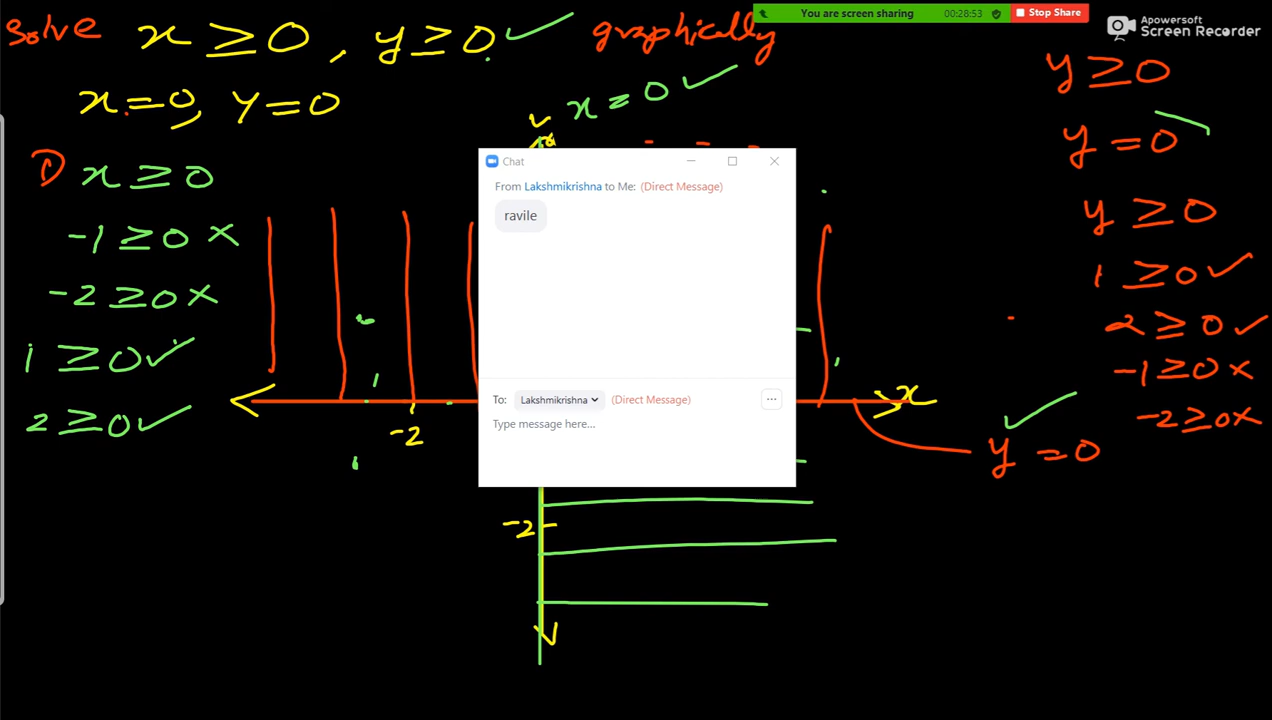 You are screen sharing 00:28:53 Stop Share
Apowersoft
Screen Recorder
solve x ≥ 0, y ≥ 0 ✓ graphically
x = 0, y = 0
x ≥ 0 ✓
1) x ≥ 0
-1 ≥ 0 ✗
-2 ≥ 0 ✗
1 ≥ 0 ✓
2 ≥ 0 ✓
Chat
From Lakshmikrishna to Me: (Direct Message)
ravile
To: Lakshmikrishna (Direct Message)
Type message here...
-2
-2
x
y = 0
y ≥ 0
y = 0
y ≥ 0
1 ≥ 0 ✓
2 ≥ 0 ✓
-1 ≥ 0 ✗
-2 ≥ 0 ✗